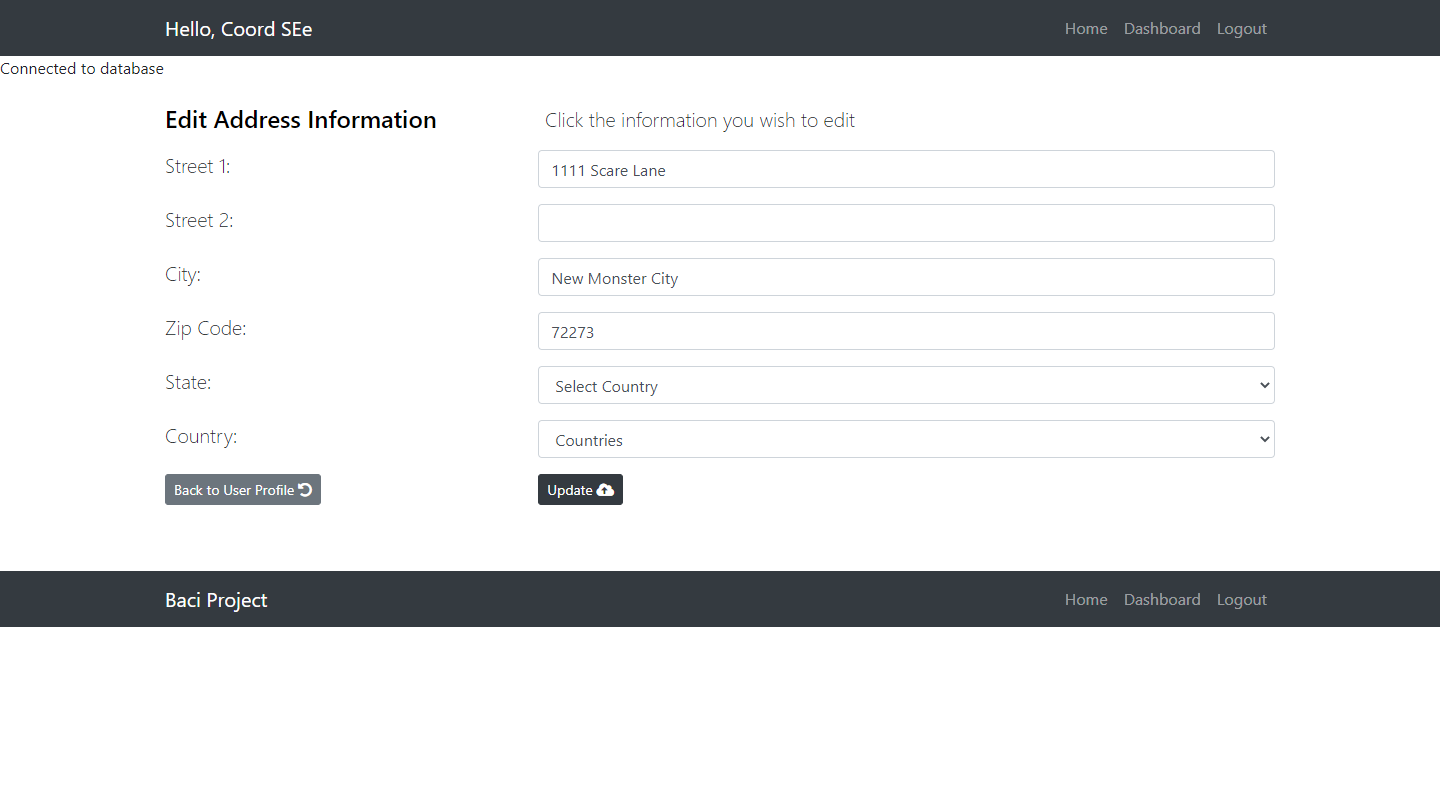 Hello, Coord SEe
Home Dashboard Logout
Connected to database
Edit Address Information
Click the information you wish to edit
Street 1:
1111 Scare Lane
Street 2:
City:
New Monster City
Zip Code:
72273
State:
Select Country
Country:
Countries
Back to User Profile
Update
Baci Project
Home Dashboard Logout